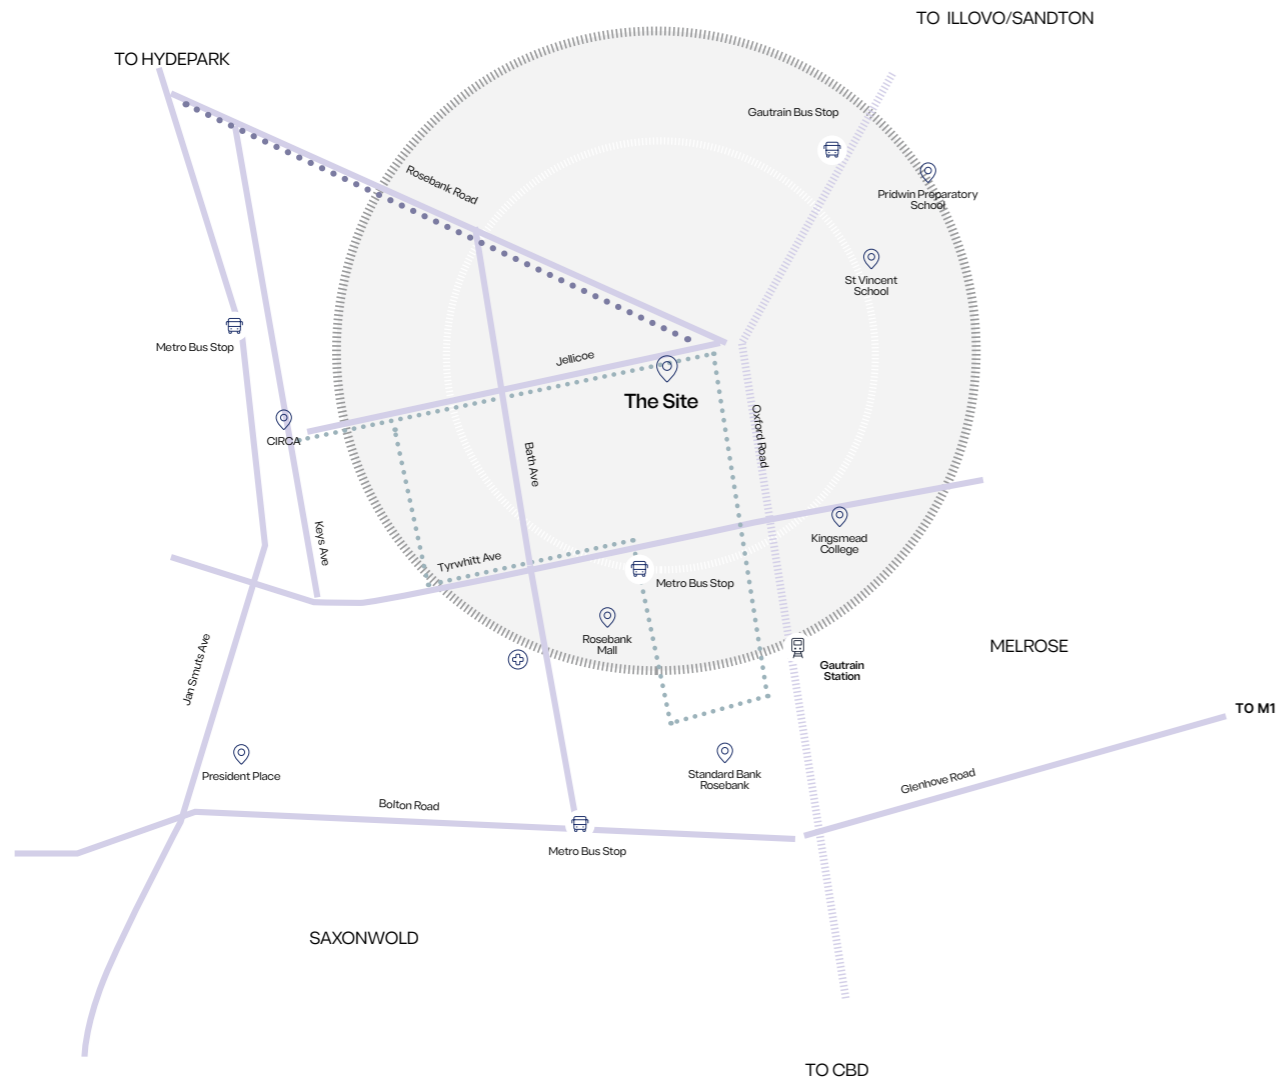 TO ILLOVO/SANDTON
TO HYDEPARK
Gautrain Bus Stop
Rosebank Road
Pridwin Preparatory
School
St Vincent
School
Metro Bus Stop
Jellicoe
The Site
CIRCA
Oxford Road
Bath Ave
Keys Ave
Kingsmead
College
Tyrwhitt Ave
Metro Bus Stop
Rosebank
Mall
Jan Smuts Ave
MELROSE
Gautrain
Station
TO M1
President Place
Standard Bank
Rosebank
Glenhove Road
Bolton Road
Metro Bus Stop
SAXONWOLD
TO CBD